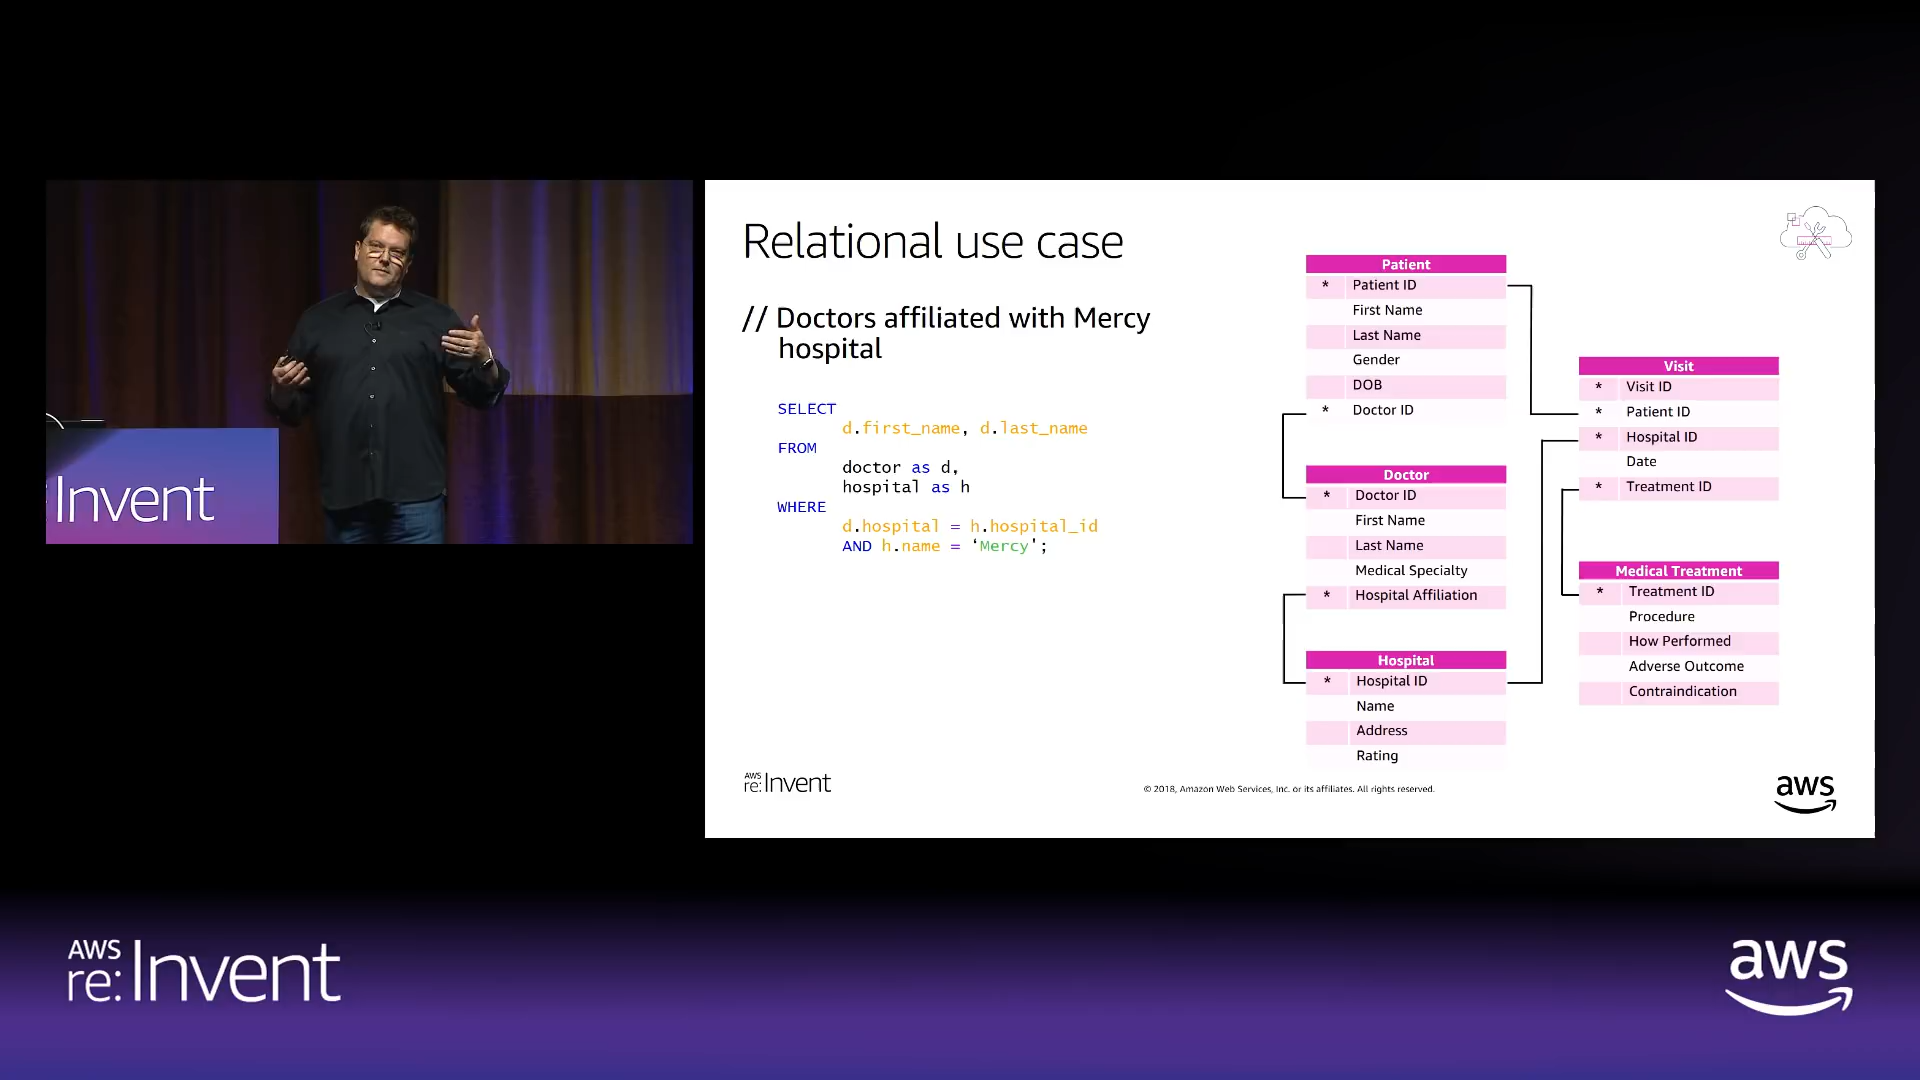 Invent
Relational use case
// Doctors affiliated with Mercy
hospital
SELECT
d.first_name, d.last_name
FROM
doctor as d,
hospital as h
WHERE
d.hospital = h.hospital_id
AND h.name = ‘Mercy’;
Patient
* Patient ID
First Name
Last Name
Gender
DOB
* Doctor ID
Doctor
* Doctor ID
First Name
Last Name
Medical Specialty
* Hospital Affiliation
Hospital
* Hospital ID
Name
Address
Rating
Visit
* Visit ID
* Patient ID
* Hospital ID
Date
* Treatment ID
Medical Treatment
* Treatment ID
Procedure
How Performed
Adverse Outcome
Contraindication
AWS
re:Invent
© 2018, Amazon Web Services, Inc. or its affiliates. All rights reserved.
aws
AWS
re:Invent
aws